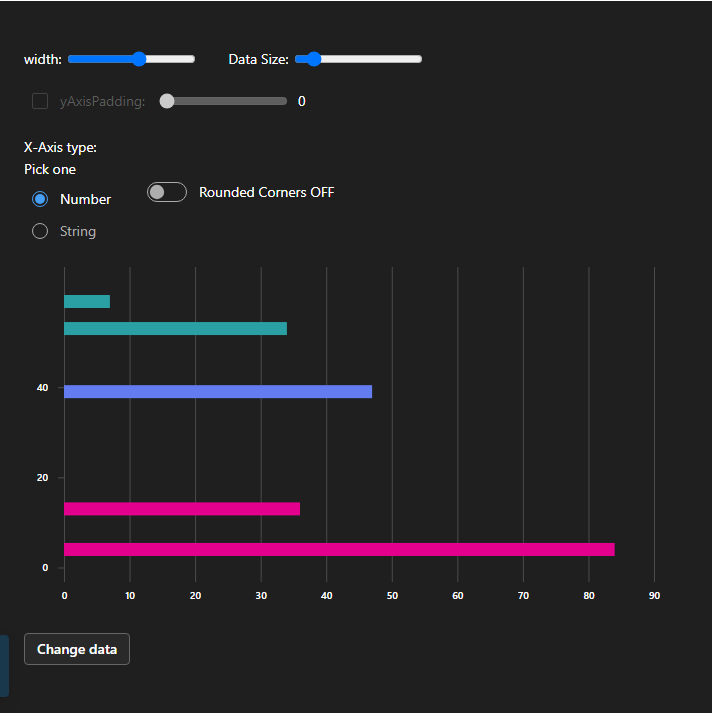 width: Data Size:
yAxisPadding: 0
X-Axis type:
Pick one
Number
Rounded Corners OFF
String
40
20
0
0 10 20 30 40 50 60 70 80 90
Change data